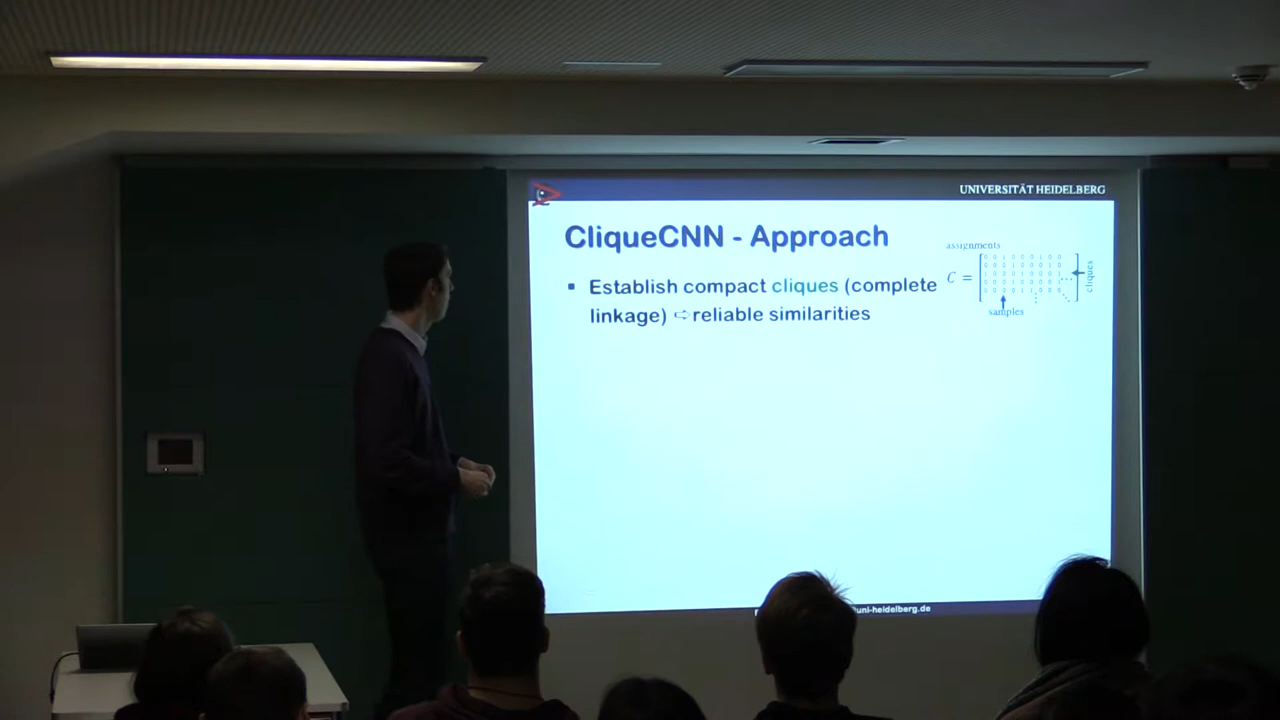 UNIVERSITÄT HEIDELBERG
CliqueCNN - Approach
assignments
▪ Establish compact cliques (complete
linkage) ⇨ reliable similarities
C =
cliques
samples
uni-heidelberg.de